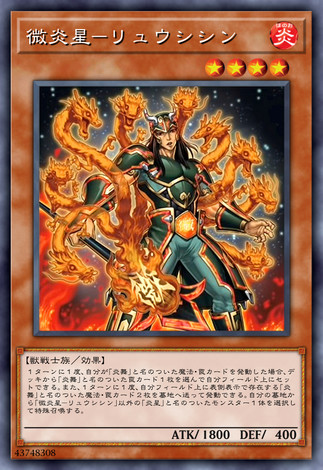 微炎星－リュウシシン
炎
[獣戦士族／効果]
１ターンに１度、自分が「炎舞」と名のついた魔法・罠カードを発動した場合、デ
ッキから「炎舞」と名のついた罠カード１枚を選んで自分フィールド上にセッ
トできる。また、１ターンに１度、自分フィールド上に表側表示で存在する「炎
舞」と名のついた魔法・罠カード２枚を墓地へ送って発動できる。自分の墓地か
ら「微炎星－リュウシシン」以外の「炎星」と名のついたモンスター１体を選択し
て特殊召喚する。
ATK/ 1800 DEF/ 400
43748308